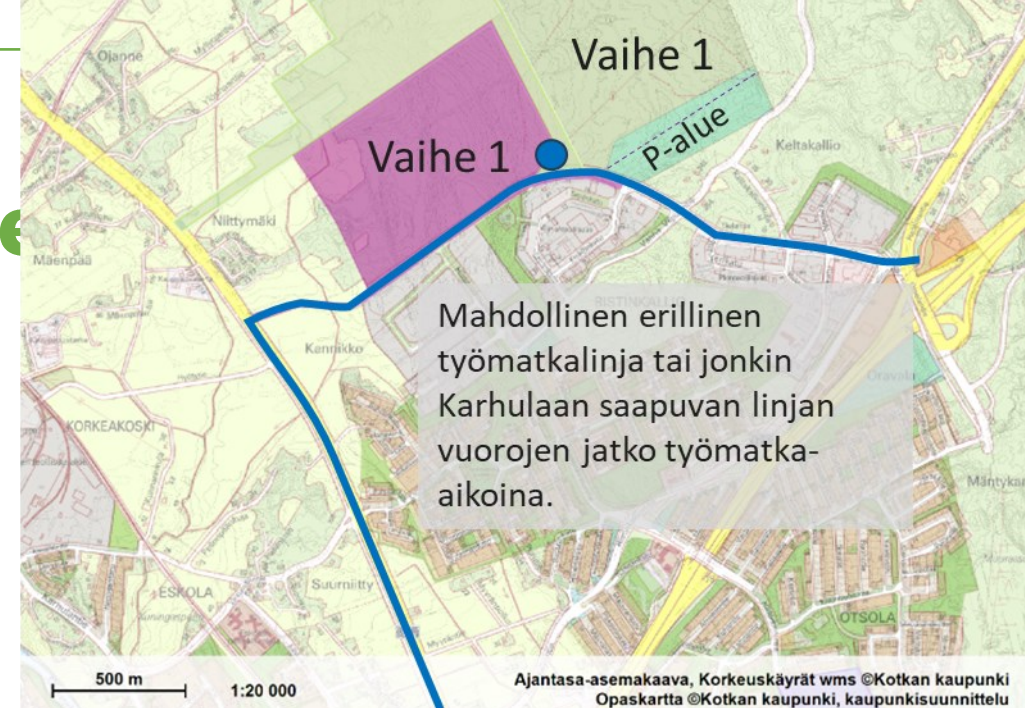 Ojanne
Vaihe 1
Vaihe 1
P-alue
Keltakallio
Niittymäki
Mäenpää
Kannikko
Mahdollinen erillinen
työmatkalinja tai jonkin
Karhulaan saapuvan linjan
vuorojen jatko työmatka-
aikoina.
KORKEAKOSKI
ESKOLA
Suurniitty
OTSOLA
500 m
1:20 000
Ajantasa-asemakaava, Korkeuskäyrät wms ©Kotkan kaupunki
Opaskartta ©Kotkan kaupunki, kaupunkisuunnittelu